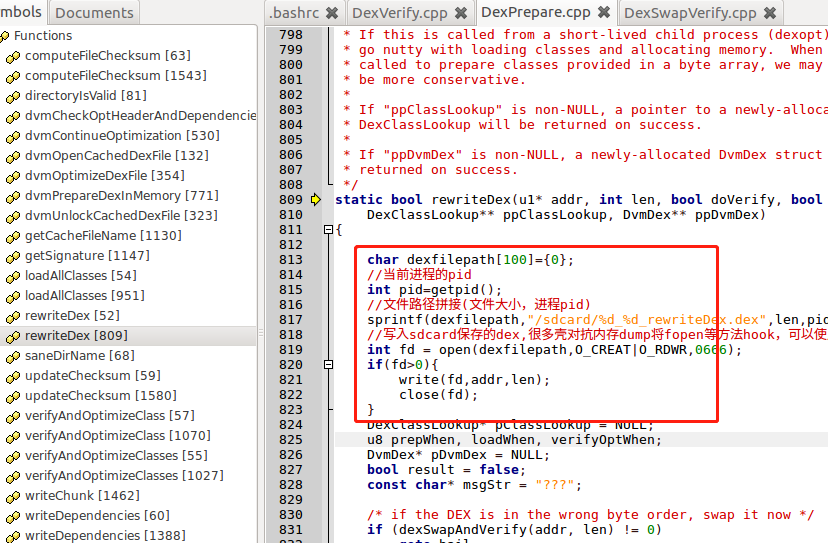 mbols
Documents
.bashrc
DexVerify.cpp
DexPrepare.cpp
DexSwapVerify.cpp
Functions
computeFileChecksum [63]
computeFileChecksum [1543]
directoryIsValid [81]
dvmCheckOptHeaderAndDependencie
dvmContinueOptimization [530]
dvmOpenCachedDexFile [132]
dvmOptimizeDexFile [354]
dvmPrepareDexInMemory [771]
dvmUnlockCachedDexFile [323]
getCacheFileName [1130]
getSignature [1147]
loadAllClasses [54]
loadAllClasses [951]
rewriteDex [52]
rewriteDex [809]
saneDirName [68]
updateChecksum [59]
updateChecksum [1580]
verifyAndOptimizeClass [57]
verifyAndOptimizeClass [1070]
verifyAndOptimizeClasses [55]
verifyAndOptimizeClasses [1027]
writeChunk [1462]
writeDependencies [60]
writeDependencies [1388]
798 * If this is called from a short-lived child process (dexopt)
799 * go nutty with loading classes and allocating memory. When
800 * called to prepare classes provided in a byte array, we may
801 * be more conservative.
802 *
803 * If "ppClassLookup" is non-NULL, a pointer to a newly-alloca
804 * DexClassLookup will be returned on success.
805 *
806 * If "ppDvmDex" is non-NULL, a newly-allocated DvmDex struct
807 * returned on success.
808 */
809 static bool rewriteDex(u1* addr, int len, bool doVerify, bool
810 DexClassLookup** ppClassLookup, DvmDex** ppDvmDex)
811 {
812
813 char dexfilepath[100]={0};
814 //当前进程的pid
815 int pid=getpid();
816 //文件路径拼接(文件大小，进程pid)
817 sprintf(dexfilepath,"/sdcard/%d_%d_rewriteDex.dex",len,pid
818 //写入sdcard保存的dex,很多壳对抗内存dump将fopen等方法hook，可以使
819 int fd = open(dexfilepath,O_CREAT|O_RDWR,0666);
820 if(fd>0){
821 write(fd,addr,len);
822 close(fd);
823 }
824 DexClassLookup* pClassLookup = NULL;
825 u8 prepWhen, loadWhen, verifyOptWhen;
826 DvmDex* pDvmDex = NULL;
827 bool result = false;
828 const char* msgStr = "???";
829
830 /* if the DEX is in the wrong byte order, swap it now */
831 if (dexSwapAndVerify(addr, len) != 0)